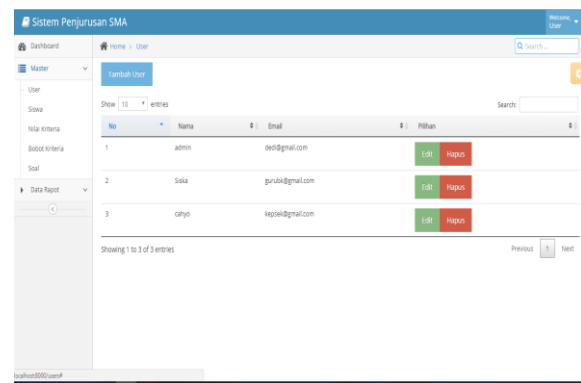 Sistem Penjurusan SMA
Welcome,
User
Dashboard
Home > User
Search ...
Master
Tambah User
User
Siswa
Show 10 entries
Search:
Nilai Kriteria
No Nama Email Pilihan
Bobot Kriteria
1 admin dedi@gmail.com Edit Hapus
Soal
Data Rapot
2 Siska gurubk@gmail.com Edit Hapus
3 cahyo kepsek@gmail.com Edit Hapus
Showing 1 to 3 of 3 entries
Previous 1 Next
localhost:8000/users#